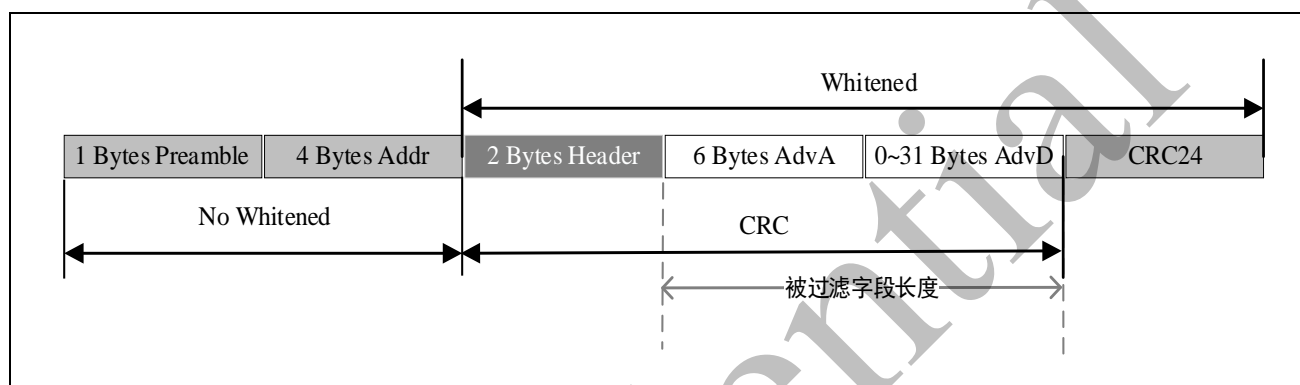 Whitened
1 Bytes Preamble 4 Bytes Addr 2 Bytes Header 6 Bytes AdvA 0~31 Bytes AdvD CRC24
No Whitened
CRC
被过滤字段长度
ential